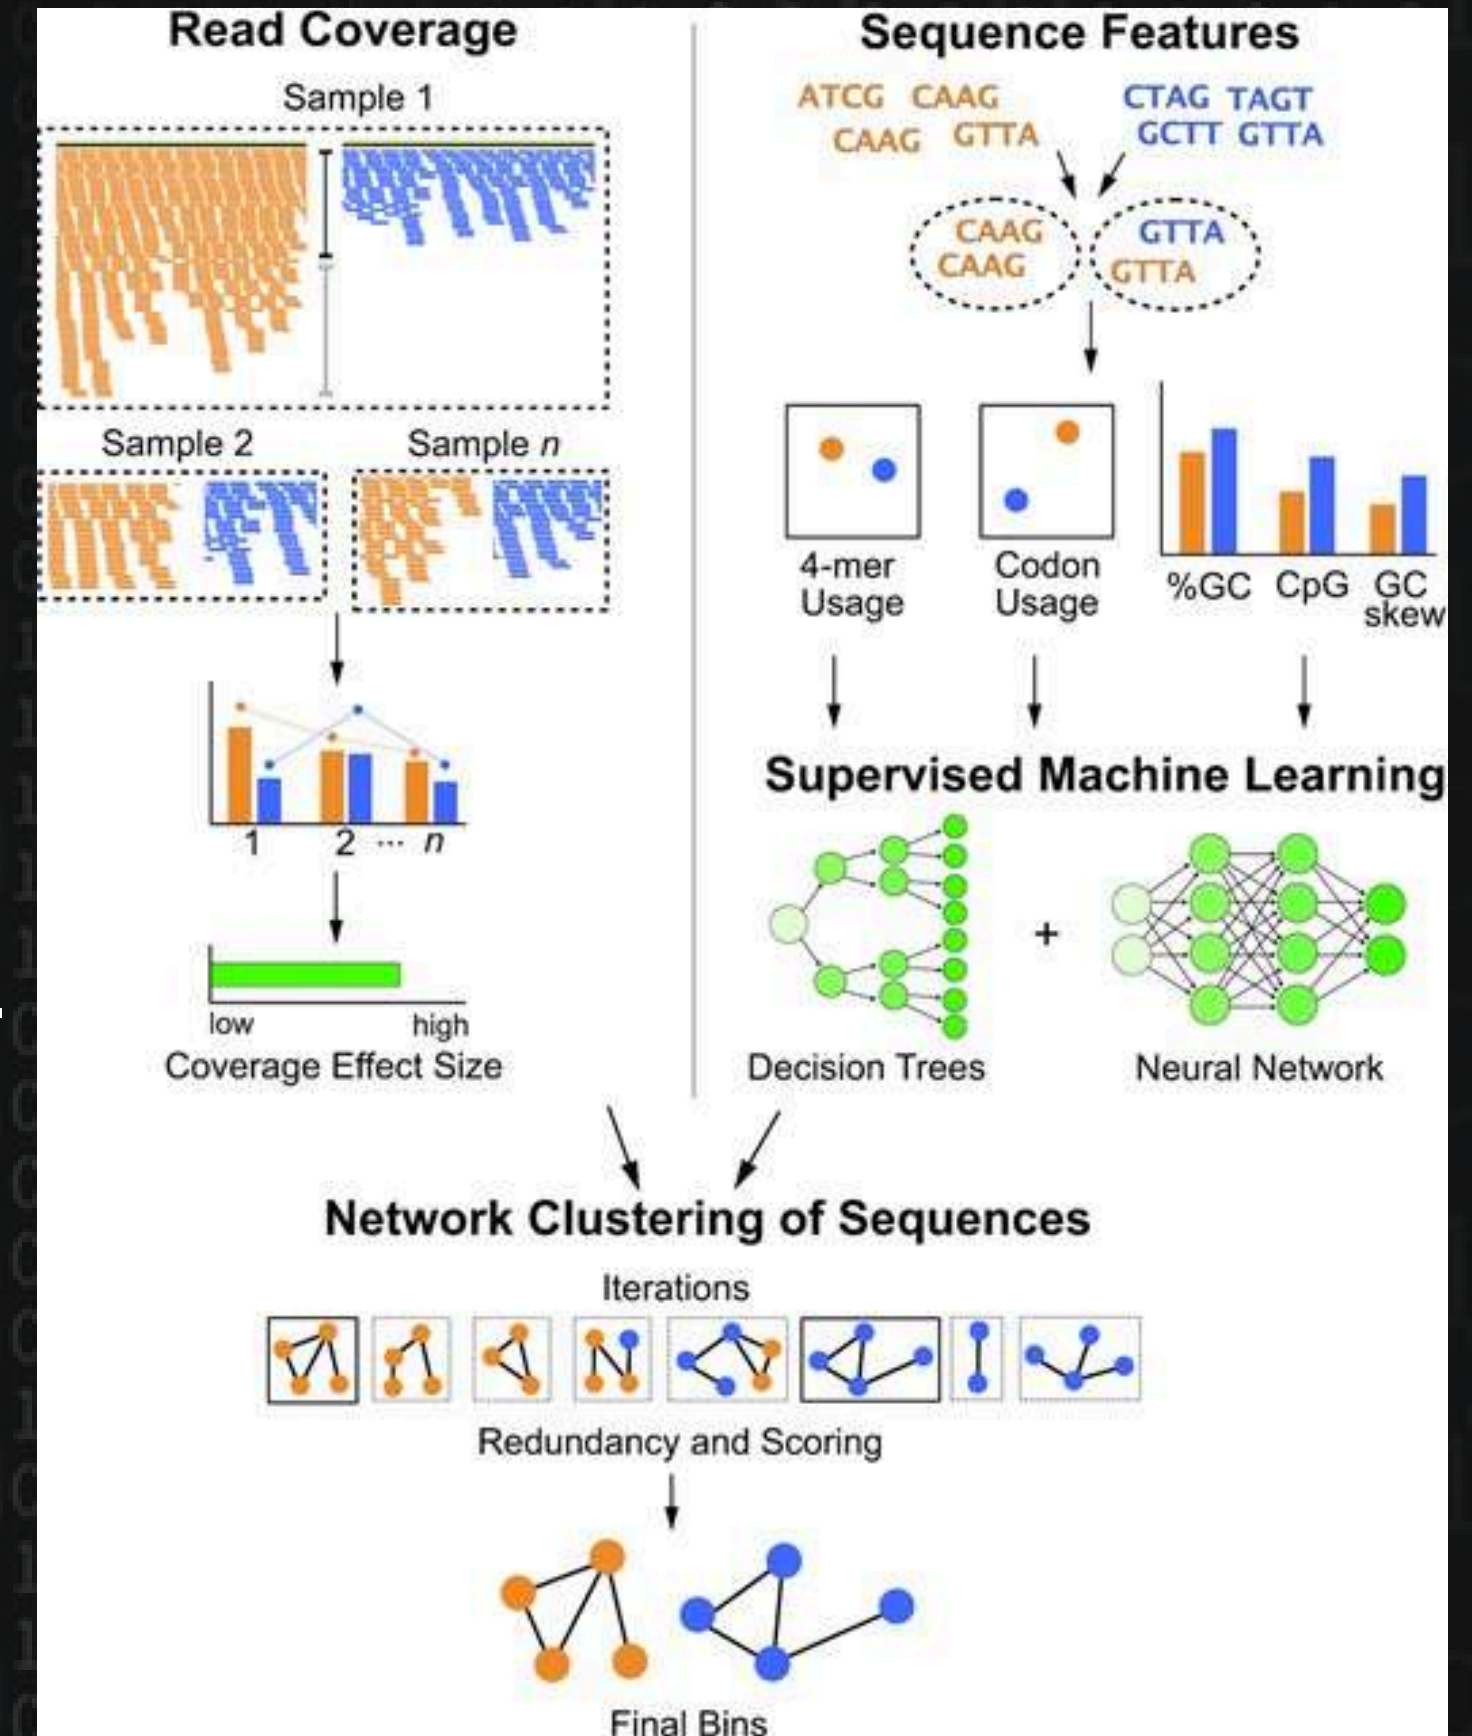 Read Coverage
Sample 1
Sample 2
Sample n
1 2 ... n
low high
Coverage Effect Size
Sequence Features
ATCG CAAG
CAAG GTTA
CTAG TAGT
GCTT GTTA
CAAG
CAAG
GTTA
GTTA
4-mer
Usage
Codon
Usage
%GC CpG GC
skew
Supervised Machine Learning
+
Decision Trees
Neural Network
Network Clustering of Sequences
Iterations
Redundancy and Scoring
Final Bins